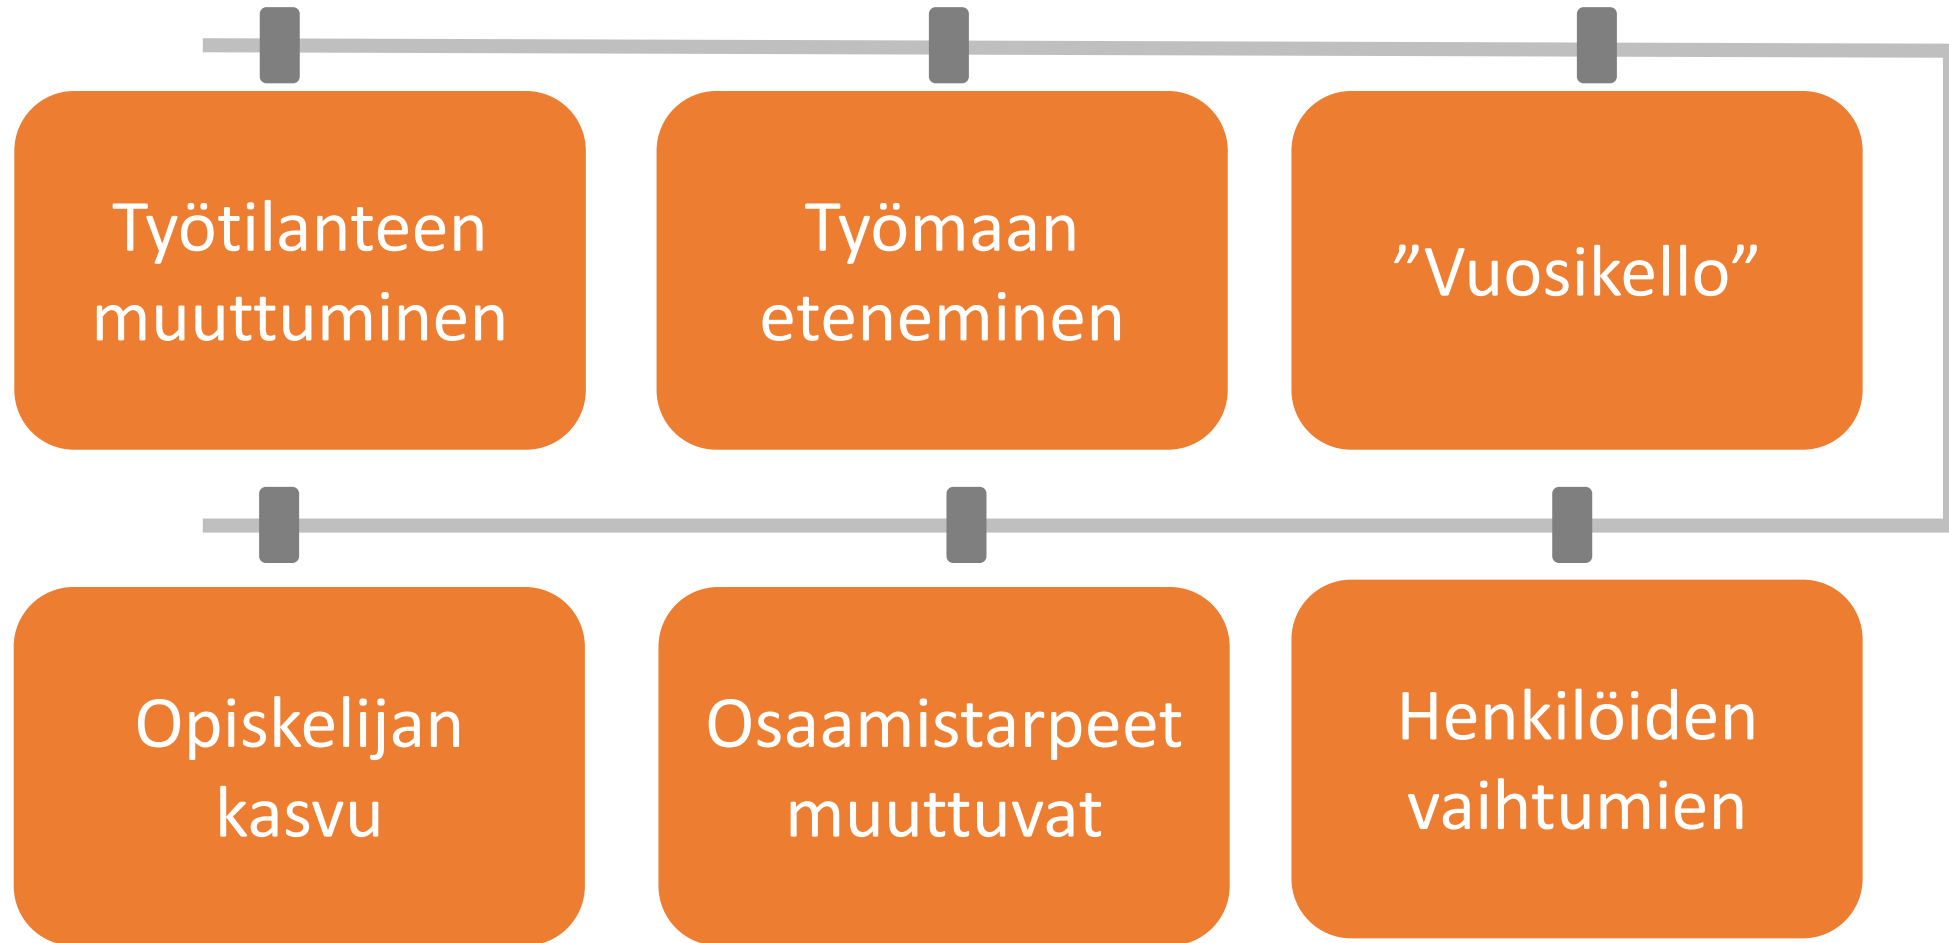 Työtilanteen
muuttuminen
Työmaan
eteneminen
”Vuosikello”
Opiskelijan
kasvu
Osaamistarpeet
muuttuvat
Henkilöiden
vaihtumien